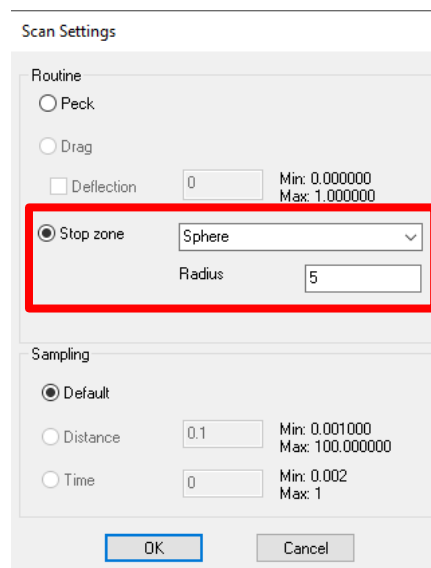 Scan Settings
Routine
Peck
Drag
Deflection 0 Min: 0.000000
Max: 1.000000
Stop zone Sphere
Radius 5
Sampling
Default
Distance 0.1 Min: 0.001000
Max: 100.000000
Time 0 Min: 0.002
Max: 1
OK Cancel